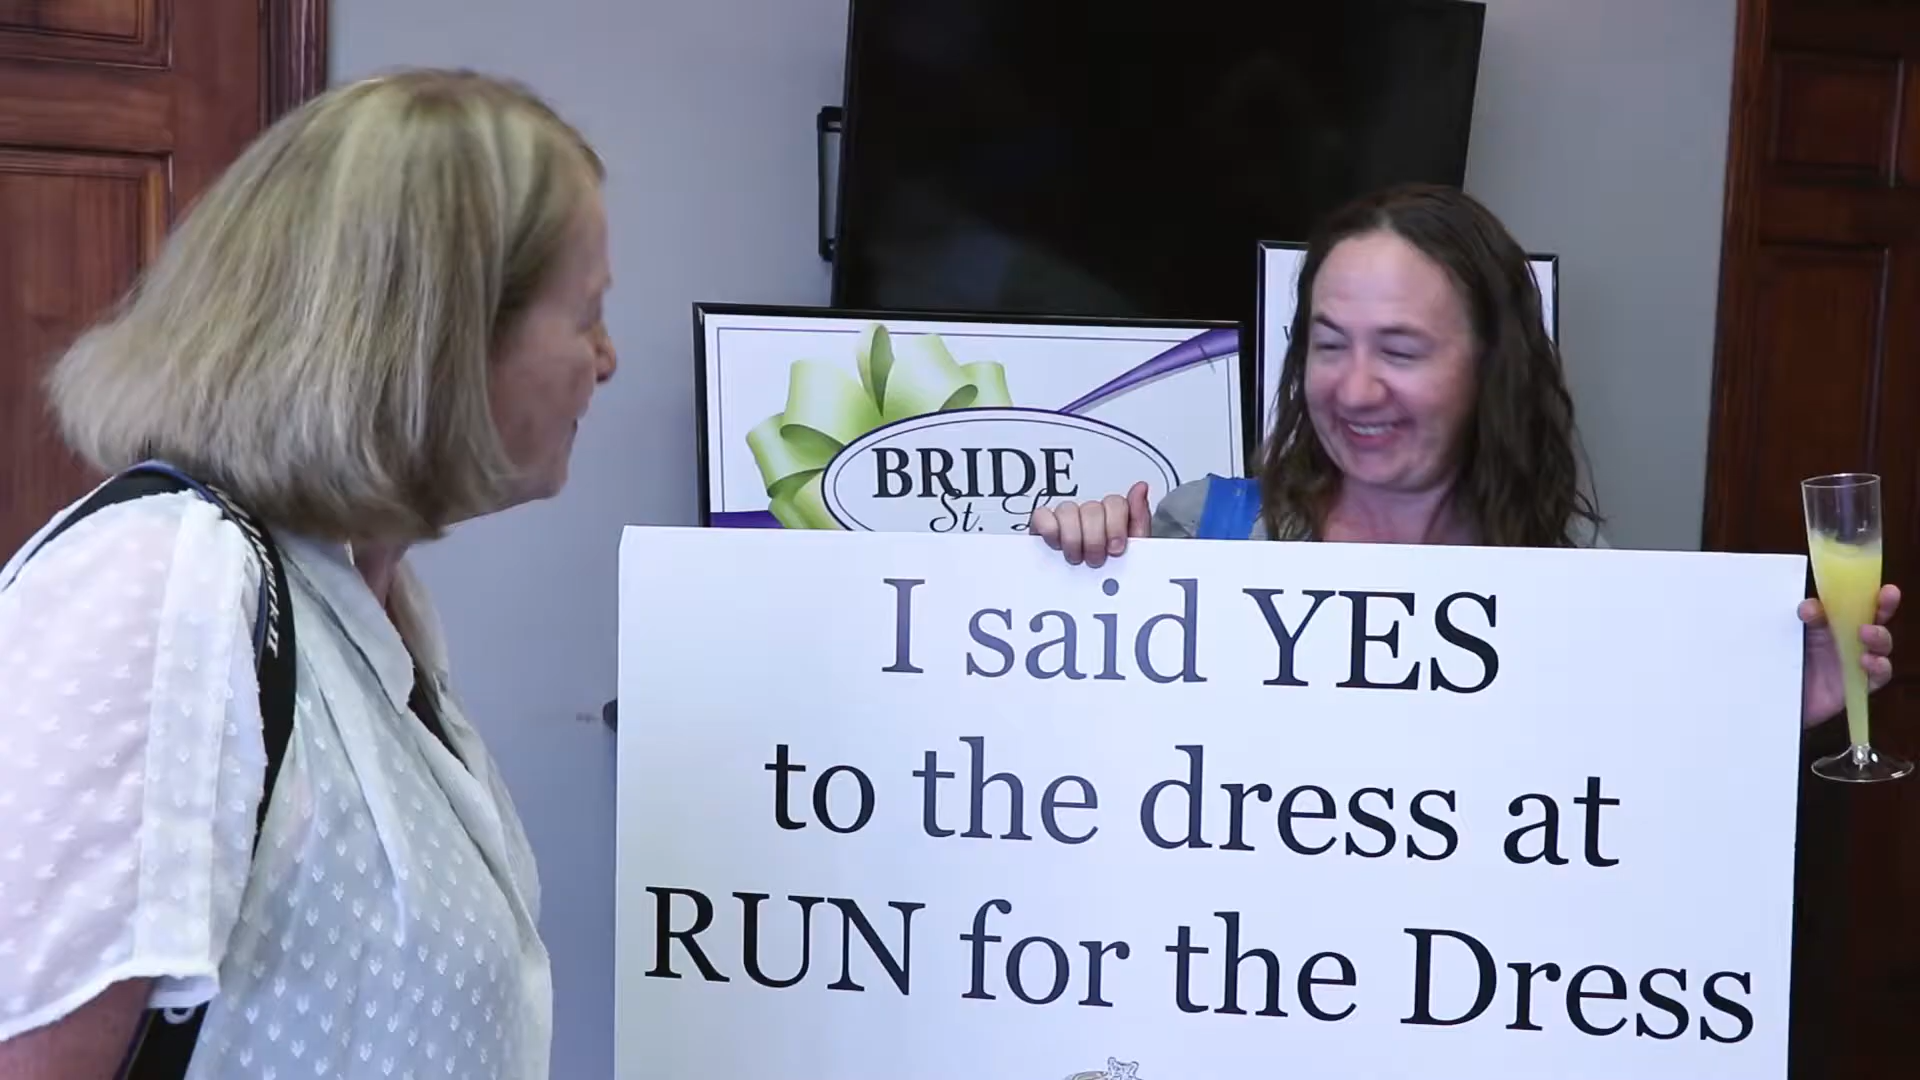 BRIDE
St.
I said YES
to the dress at
RUN for the Dress